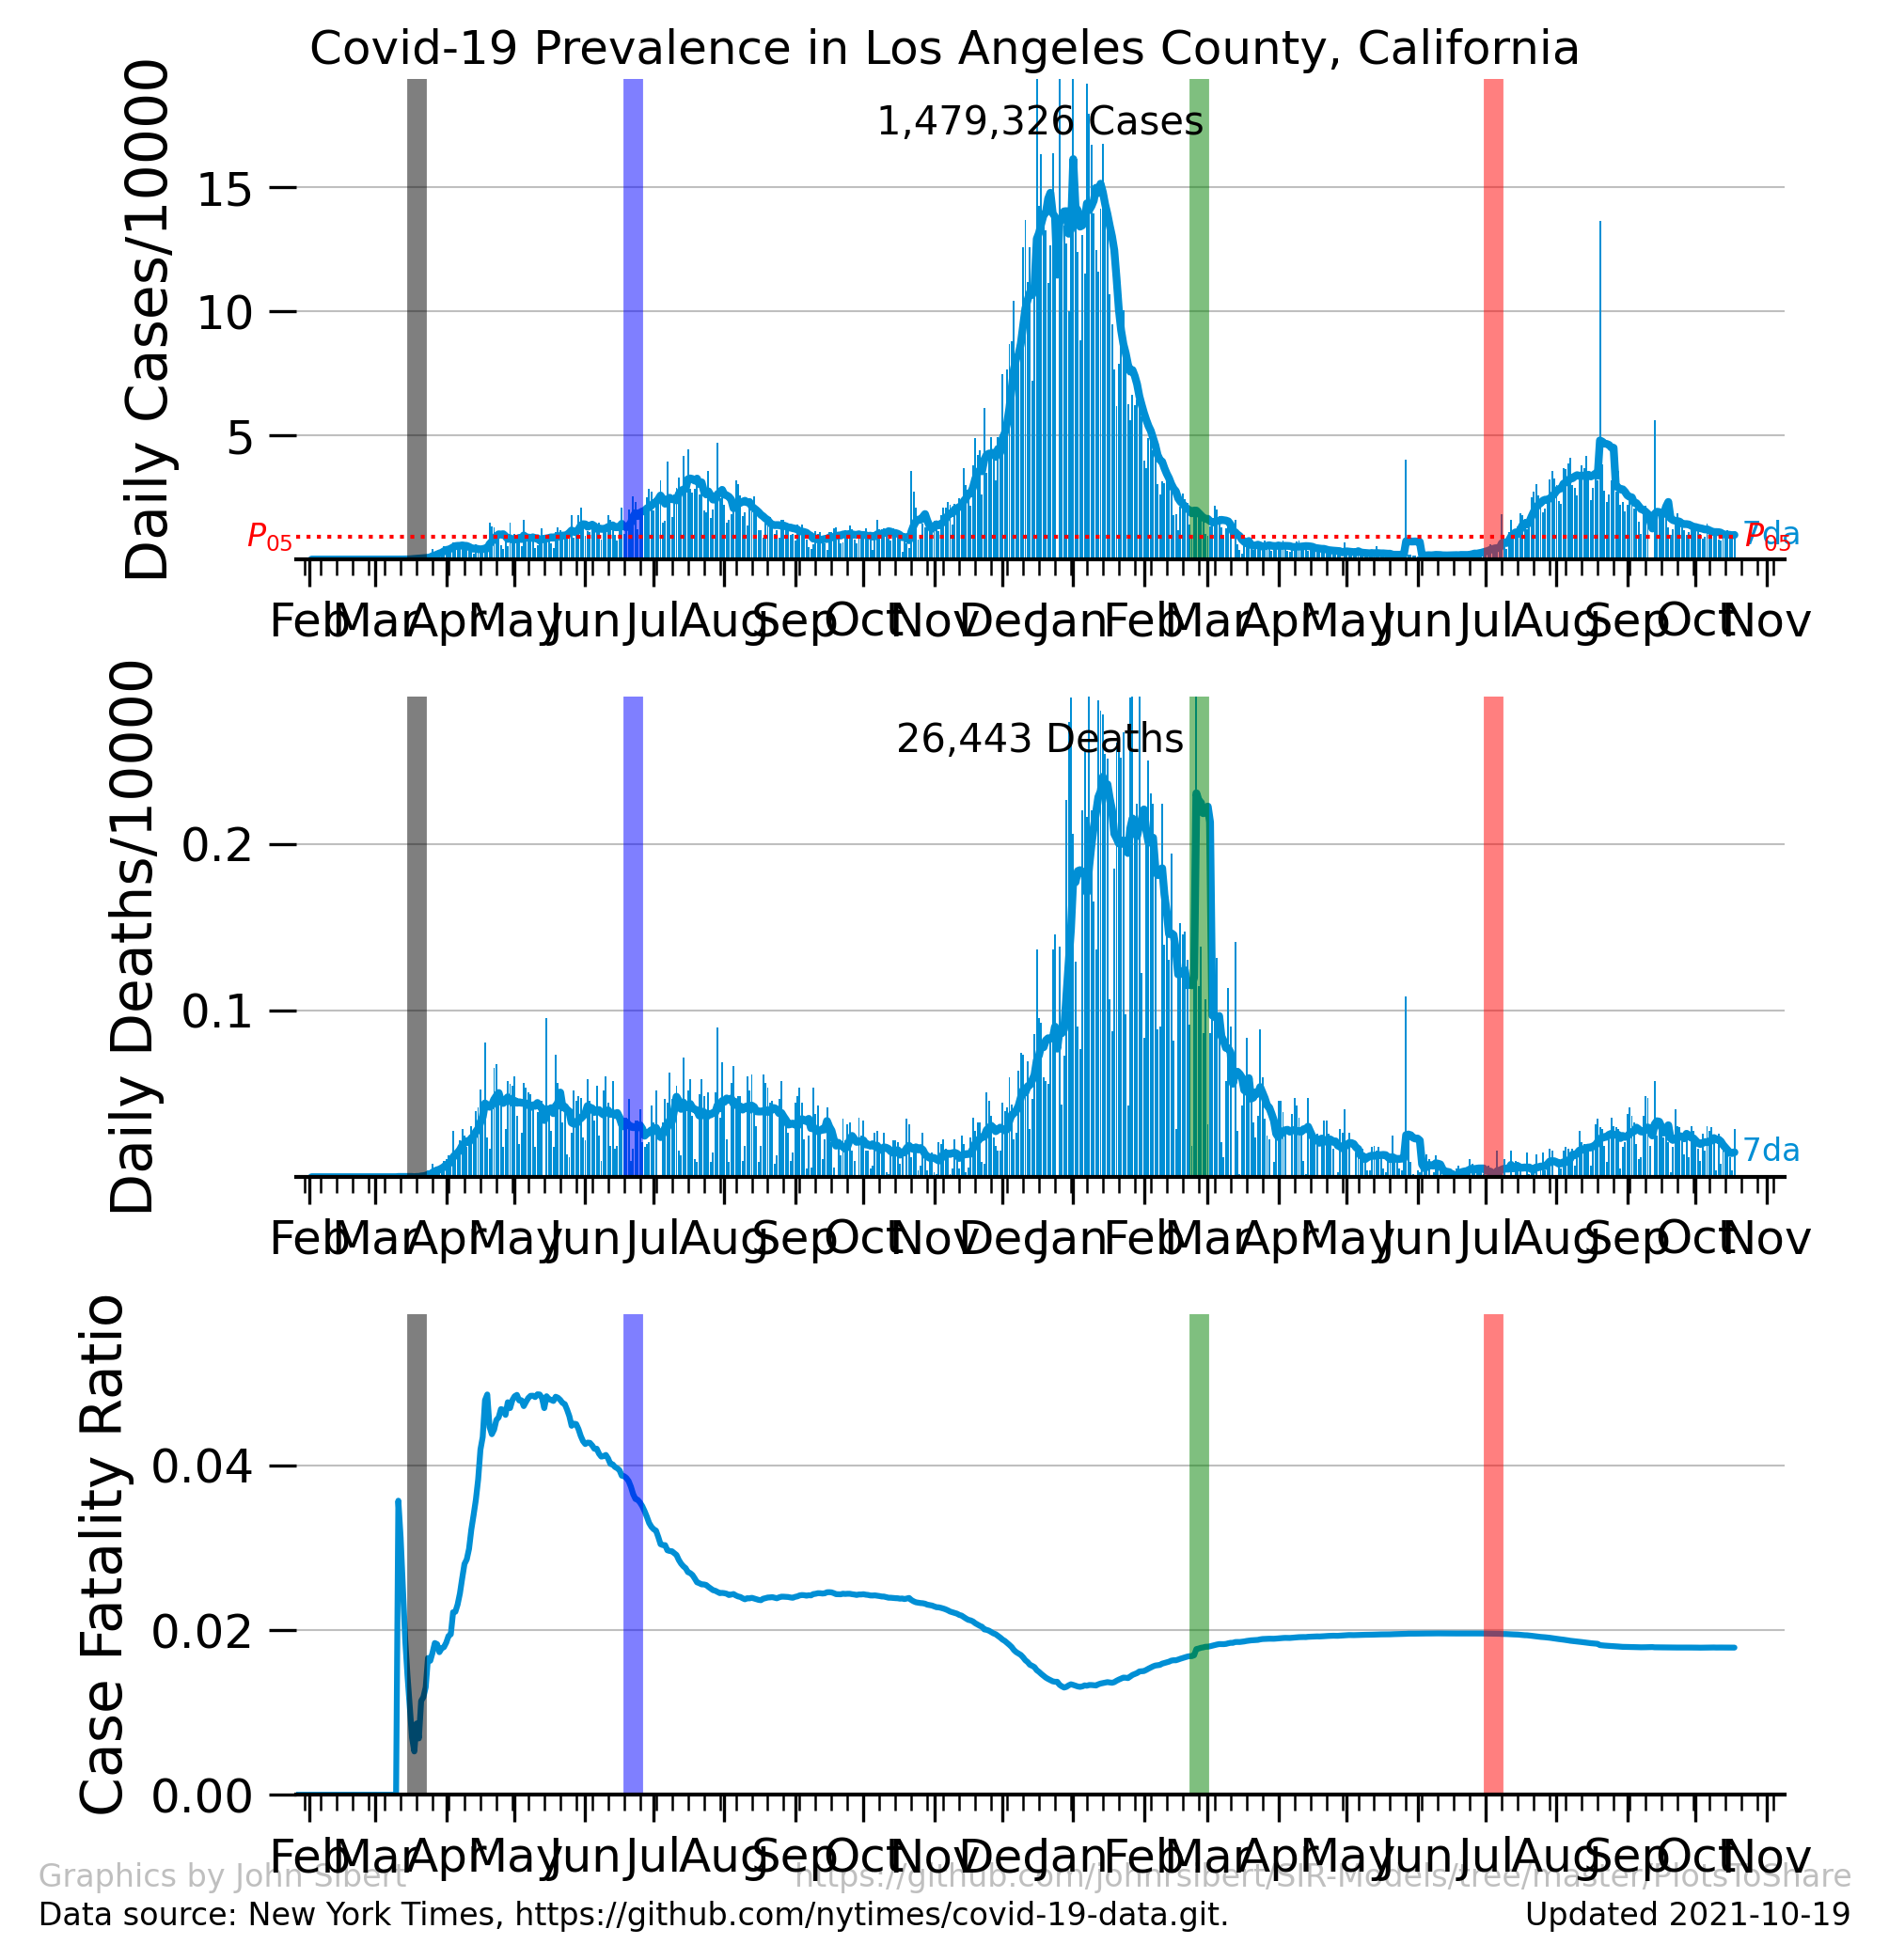 Covid-19 Prevalence in Los Angeles County, California
Daily Cases/10000
1,479,326 Cases
15
10
5
P05
7da
P05
Feb Mar Apr May Jun Jul Aug Sep Oct Nov Dec Jan Feb Mar Apr May Jun Jul Aug Sep Oct Nov
Daily Deaths/10000
26,443 Deaths
0.2
0.1
7da
Feb Mar Apr May Jun Jul Aug Sep Oct Nov Dec Jan Feb Mar Apr May Jun Jul Aug Sep Oct Nov
Case Fatality Ratio
0.04
0.02
0.00
Feb Mar Apr May Jun Jul Aug Sep Oct Nov Dec Jan Feb Mar Apr May Jun Jul Aug Sep Oct Nov
Graphics by John Sibert
https://github.com/johnrsibert/SIR-Models/tree/master/PlotsToShare
Data source: New York Times, https://github.com/nytimes/covid-19-data.git.
Updated 2021-10-19